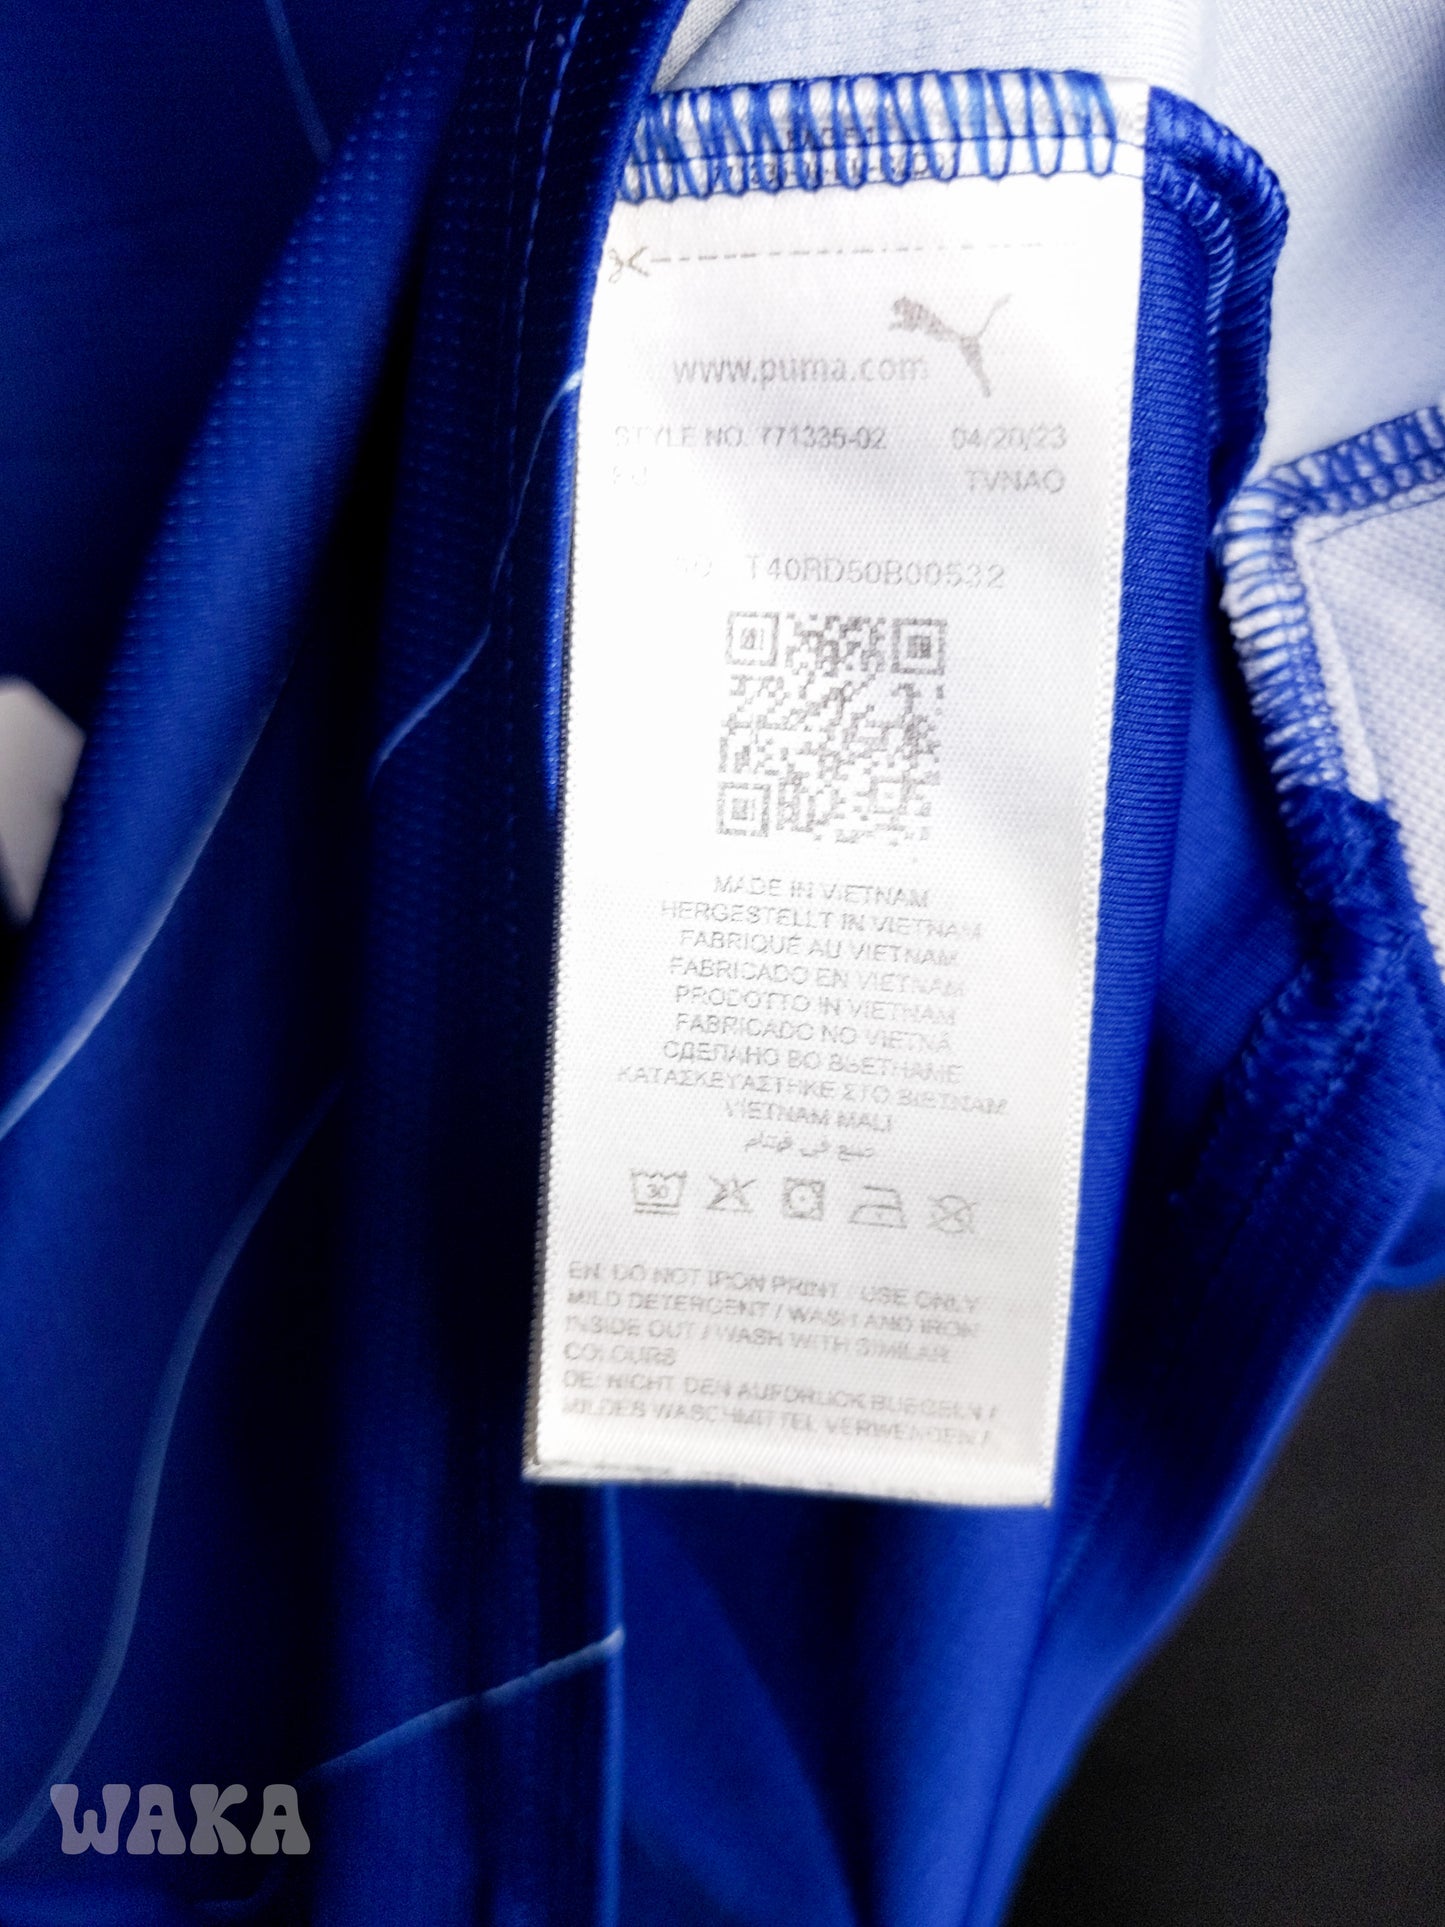 www.puma.com
STYLE NO. 771335-02 04/20/23
TVNAO
T40RD50B00532
MADE IN VIETNAM
HERGESTELLT IN VIETNAM
FABRIQUÉ AU VIETNAM
FABRICADO EN VIETNAM
PRODOTTO IN VIETNAM
FABRICADO NO VIETNÁ
СДЕЛАНО ВО ВЬЕТНАМЕ
ΚΑΤΑΣΚΕΥΑΣΤΗΚΕ ΣΤΟ ΒΙΕΤΝΑΜ
VIETNAM MALI
صنع في فيتنام
30
EN: DO NOT IRON PRINT / USE ONLY
MILD DETERGENT / WASH AND IRON
INSIDE OUT / WASH WITH SIMILAR
COLOURS
DE: NICHT DEN AUFDRUCK BUEGELN /
MILDES WASCHMITTEL VERWENDEN /
WAKA